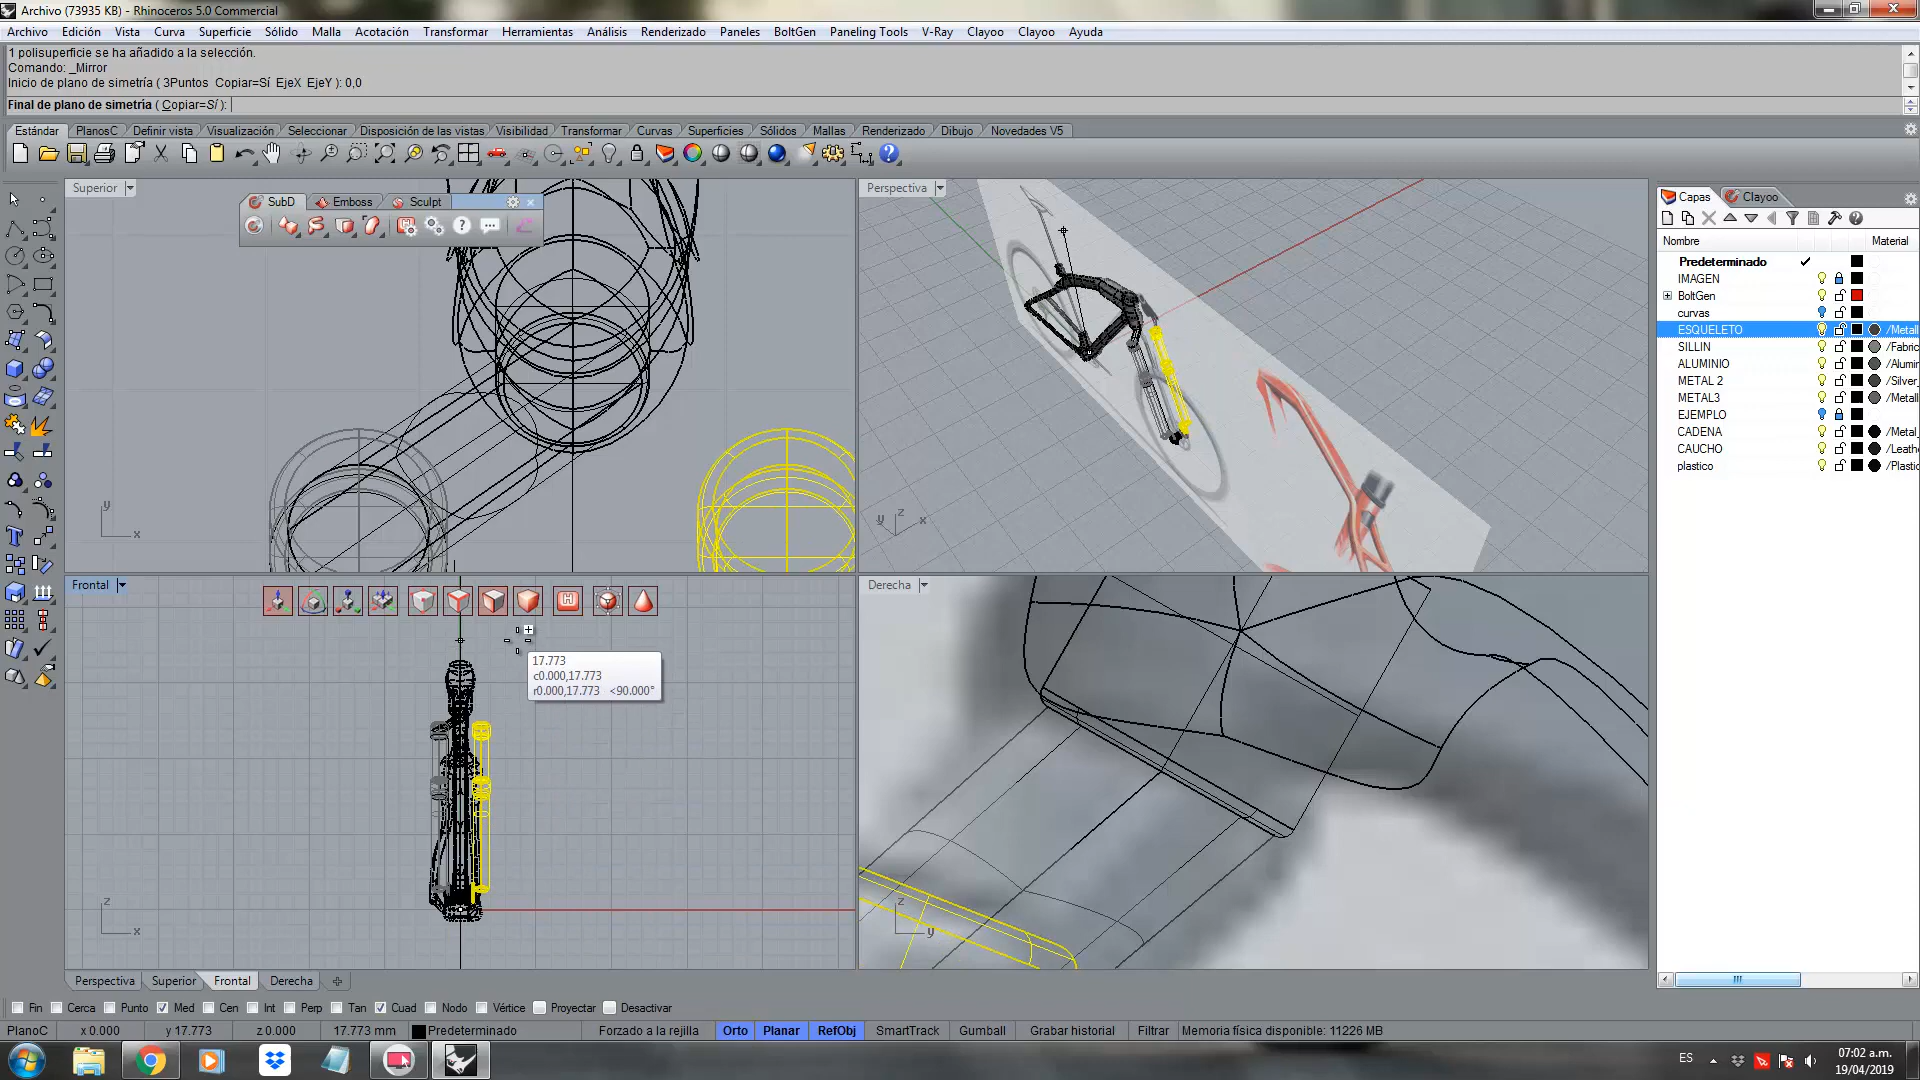 Archivo (73935 KB) - Rhinoceros 5.0 Commercial
Archivo Edición Vista Curva Superficie Sólido Malla Acotación Transformar Herramientas Análisis Renderizado Paneles BoltGen Paneling Tools V-Ray Clayoo Clayoo Ayuda
1 polisuperficie se ha añadido a la selección.
Comando: _Mirror
Inicio de plano de simetría ( 3Puntos Copiar=Sí EjeX EjeY ): 0,0
Final de plano de simetría ( Copiar=Sí ):
Estándar PlanosC Definir vista Visualización Seleccionar Disposición de las vistas Visibilidad Transformar Curvas Superficies Sólidos Mallas Renderizado Dibujo Novedades V5
Superior
SubD Emboss Sculpt
y
x
Perspectiva
y z x
Capas Clayoo
Nombre Material
Predeterminado
IMAGEN
BoltGen
curvas
ESQUELETO /Metall
SILLIN /Fabric
ALUMINIO /Alumir
METAL 2 /Silver_
METAL3 /Metall
EJEMPLO
CADENA /Metal_
CAUCHO /Leath
plastico /Plastic
Frontal
17.773
c0.000,17.773
r0.000,17.773 <90.000°
z
x
Derecha
z
y
Perspectiva Superior Frontal Derecha
Fin Cerca Punto Med Cen Int Perp Tan Cuad Nodo Vértice Proyectar Desactivar
PlanoC x 0.000 y 17.773 z 0.000 17.773 mm Predeterminado Forzado a la rejilla Orto Planar RefObj SmartTrack Gumball Grabar historial Filtrar Memoria física disponible: 11226 MB
ES
07:02 a.m.
19/04/2019